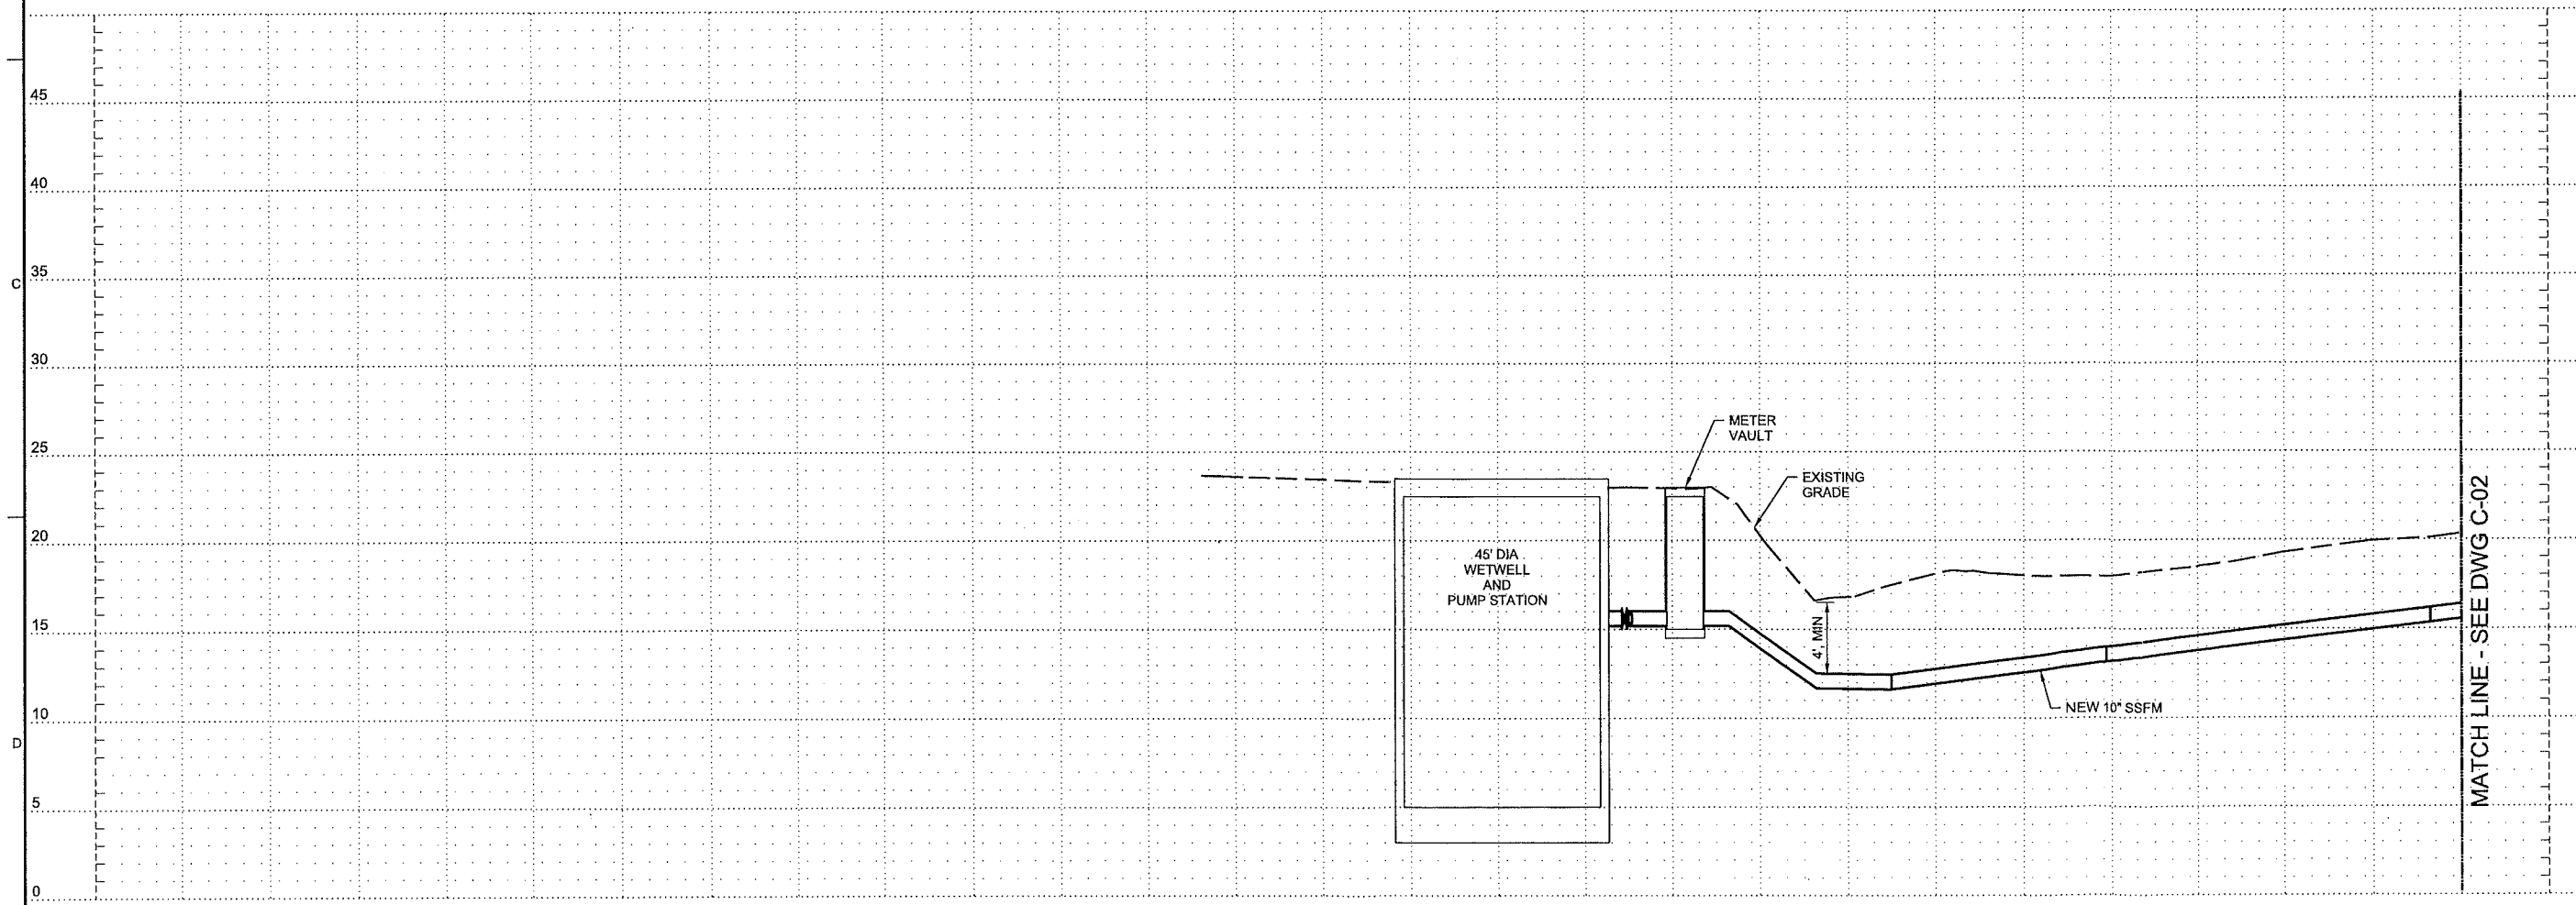 45
40
C
35
30
METER
VAULT
25
EXISTING
GRADE
20
45' DIA
WETWELL
AND
PUMP STATION
15
4', MIN
NEW 10" SSFM
10
D
5
0
MATCH LINE - SEE DWG C-02